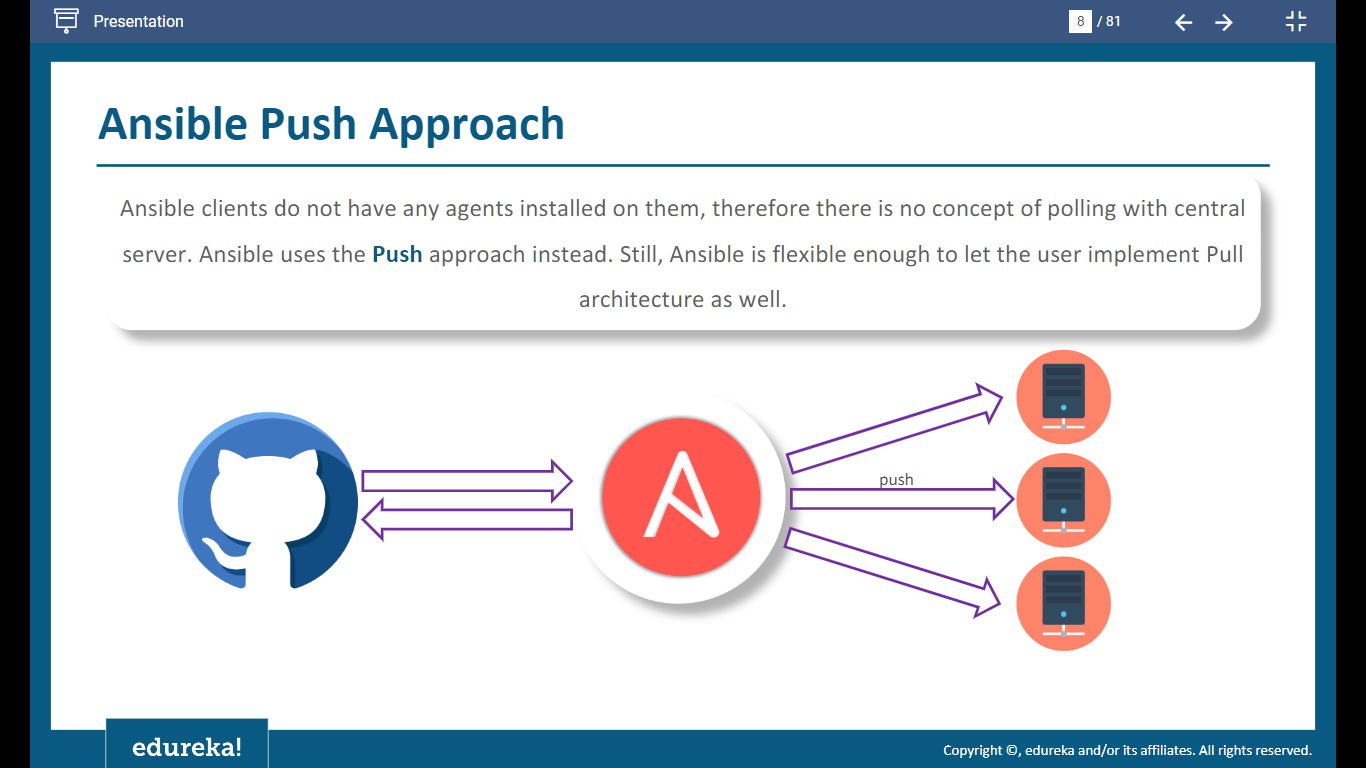 Presentation
8 / 81
Ansible Push Approach
Ansible clients do not have any agents installed on them, therefore there is no concept of polling with central
server. Ansible uses the Push approach instead. Still, Ansible is flexible enough to let the user implement Pull
architecture as well.
push
edureka!
Copyright ©, edureka and/or its affiliates. All rights reserved.